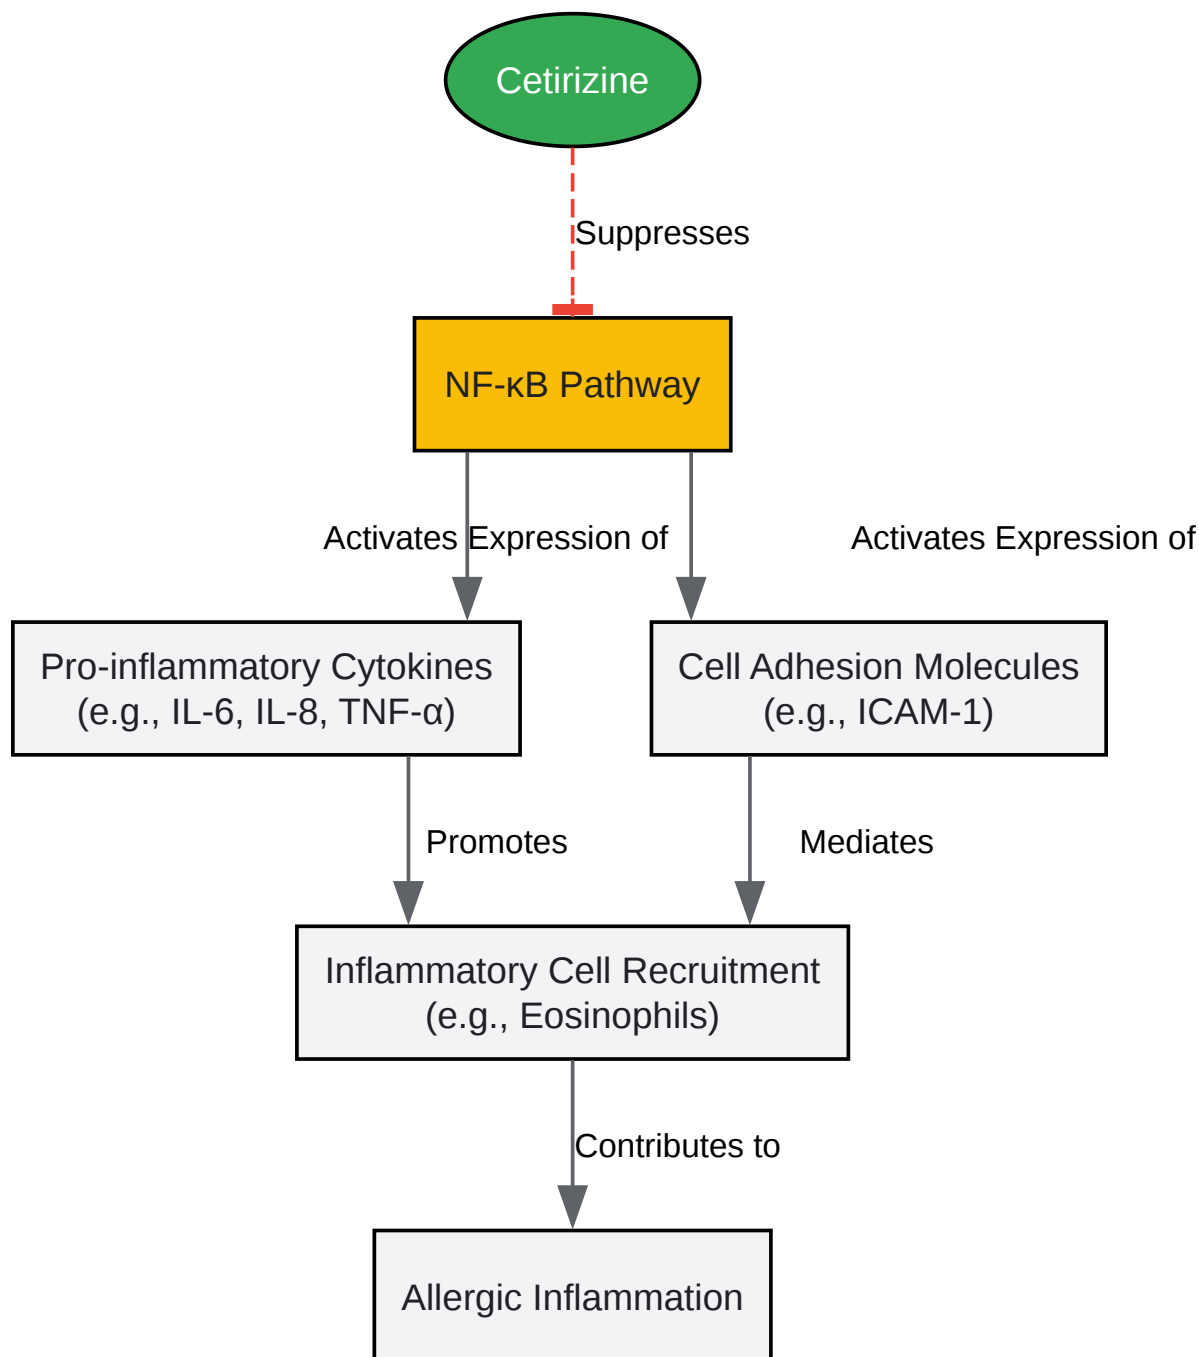 Cetirizine
Suppresses
NF-κB Pathway
Activates Expression of
Activates Expression of
Pro-inflammatory Cytokines
(e.g., IL-6, IL-8, TNF-α)
Cell Adhesion Molecules
(e.g., ICAM-1)
Promotes
Mediates
Inflammatory Cell Recruitment
(e.g., Eosinophils)
Contributes to
Allergic Inflammation